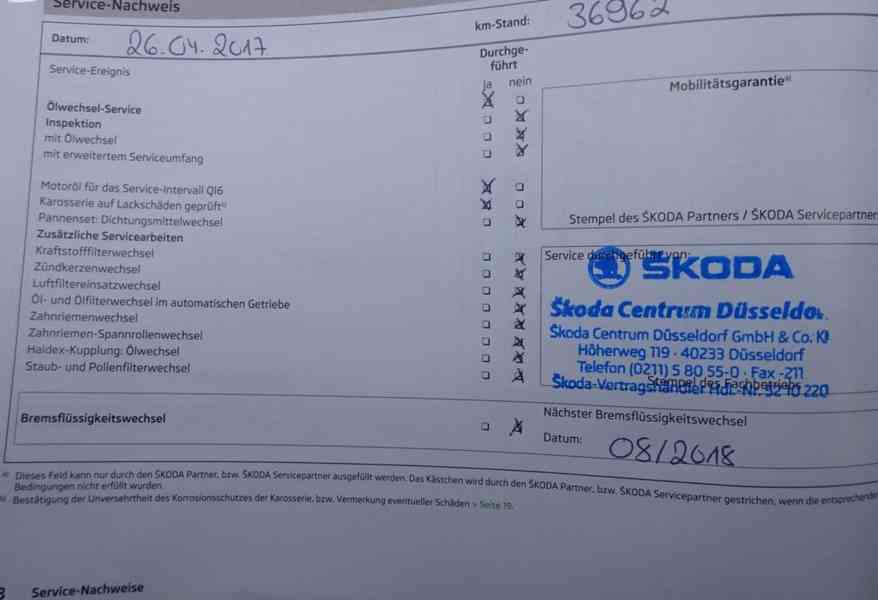 Service-Nachweis
Datum: 26.04.2017 km-Stand: 36962
Service-Ereignis Durchge-
führt
ja nein
Mobilitätsgarantie
Ölwechsel-Service
Inspektion
mit Ölwechsel
mit erweitertem Serviceumfang
Motoröl für das Service-Intervall QI6
Karosserie auf Lackschäden geprüft
Pannenset: Dichtungsmittelwechsel
Stempel des ŠKODA Partners / ŠKODA Servicepartner
Zusätzliche Servicearbeiten
Kraftstofffilterwechsel
Zündkerzenwechsel
Luftfiltereinsatzwechsel
Öl- und Ölfilterwechsel im automatischen Getriebe
Zahnriemenwechsel
Zahnriemen-Spannrollenwechsel
Haldex-Kupplung: Ölwechsel
Staub- und Pollenfilterwechsel
Service durchgeführt von:
ŠKODA
Škoda Centrum Düsseldo
Škoda Centrum Düsseldorf GmbH & Co. K
Höherweg 119 · 40233 Düsseldorf
Telefon (0211) 5 80 55-0 · Fax -211
Škoda-Vertragshändler Hdl.-Nr. 5210 220
Stempel des Fachbetriebs
Bremsflüssigkeitswechsel
Nächster Bremsflüssigkeitswechsel
Datum: 08/2018
Dieses Feld kann nur durch den ŠKODA Partner, bzw. ŠKODA Servicepartner ausgefüllt werden. Das Kästchen wird durch den ŠKODA Partner, bzw. ŠKODA Servicepartner gestrichen, wenn die entsprechende
Bedingungen nicht erfüllt wurden.
Bestätigung der Unversehrtheit des Korrosionsschutzes der Karosserie, bzw. Vermerkung eventueller Schäden > Seite 19.
Service-Nachweise